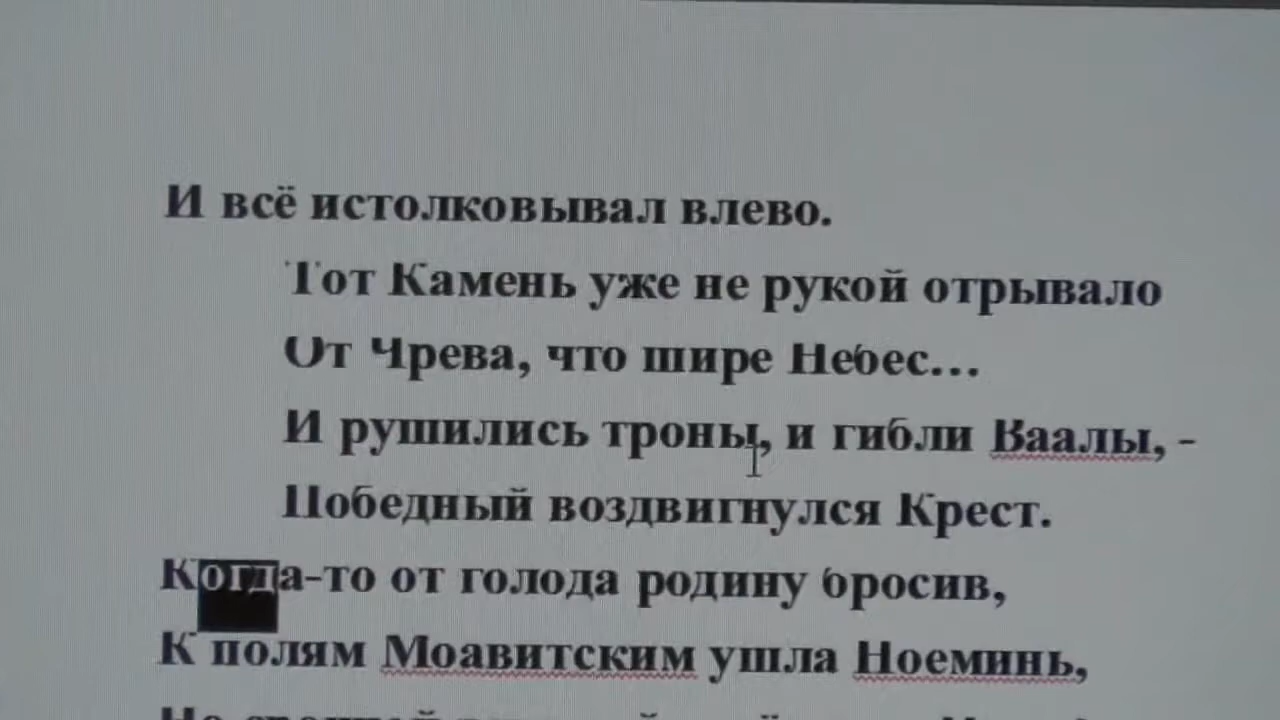 И всё истолковывал влево.
Тот Камень уже не рукой отрывало
От Чрева, что шире Небес...
И рушились троны, и гибли Ваалы, -
Победный воздвигнулся Крест.
Когда-то от голода родину бросив,
К полям Моавитским ушла Ноеминь,